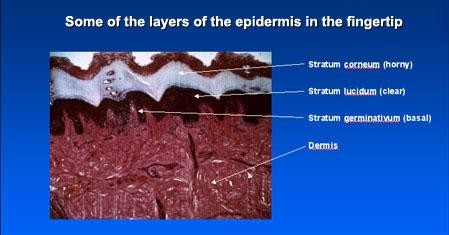 Some of the layers of the epidermis in the fingertip
Stratum corneum (horny)
Stratum lucidum (clear)
Stratum germinativum (basal)
Dermis